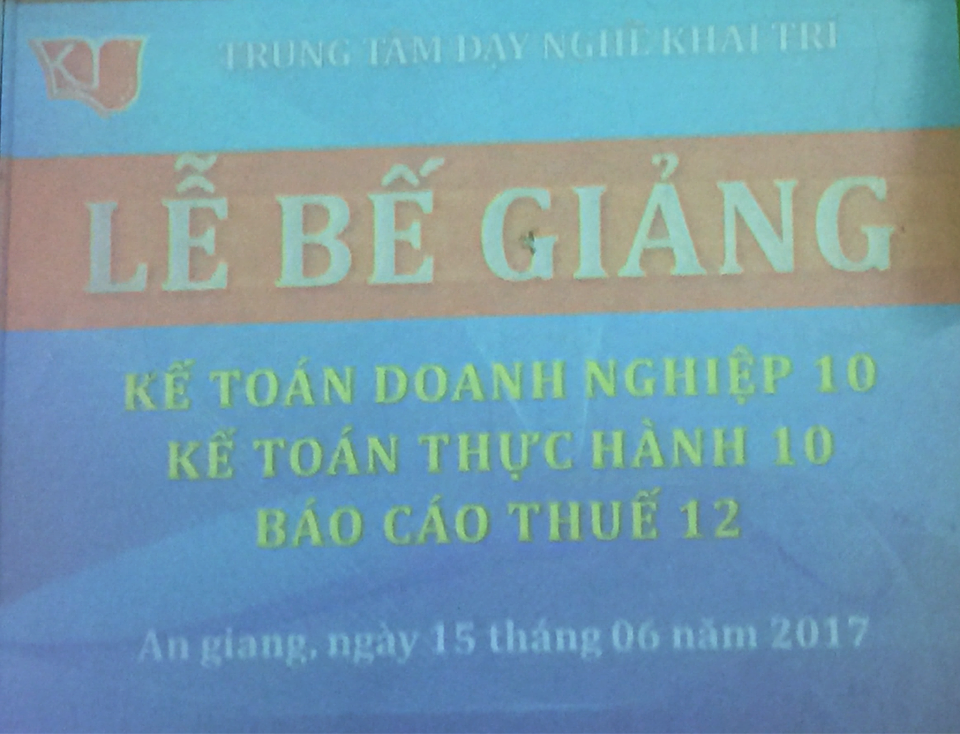 KT
TRUNG TÂM DẠY NGHỀ KHAI TRÍ
LỄ BẾ GIẢNG
KẾ TOÁN DOANH NGHIỆP 10
KẾ TOÁN THỰC HÀNH 10
BÁO CÁO THUẾ 12
An giang, ngày 15 tháng 06 năm 2017